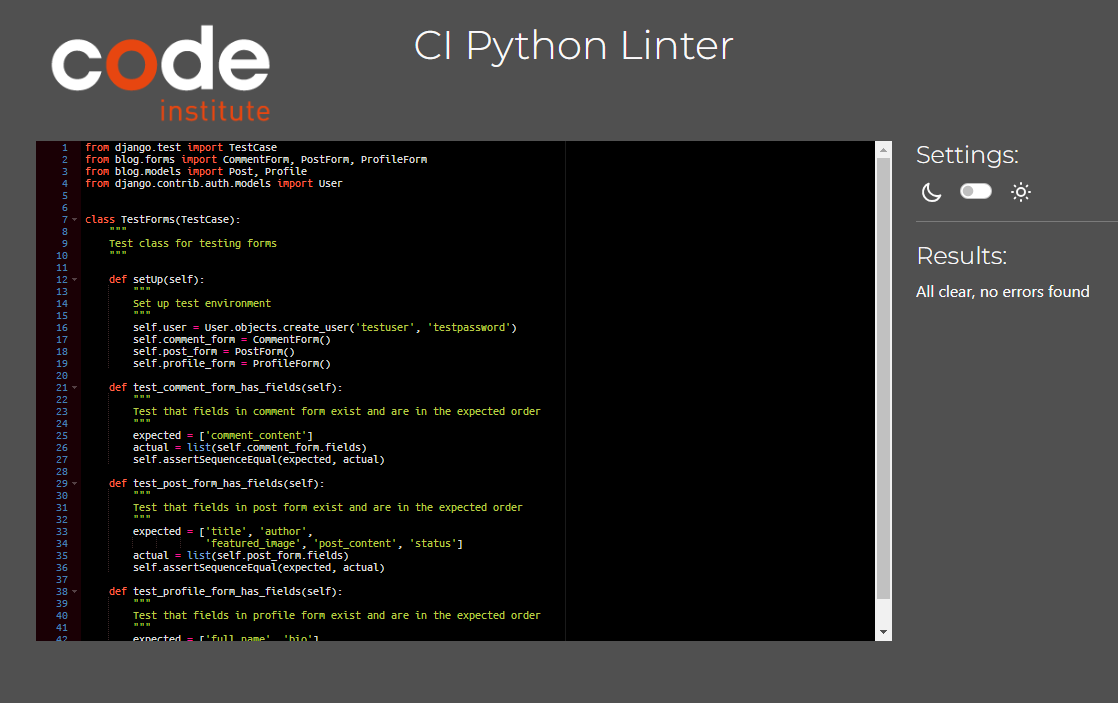 code
institute
CI Python Linter
1 from django.test import TestCase
2 from blog.forms import CommentForm, PostForm, ProfileForm
3 from blog.models import Post, Profile
4 from django.contrib.auth.models import User
5
6
7 class TestForms(TestCase):
8     """
9     Test class for testing forms
10     """
11
12     def setUp(self):
13         """
14         Set up test environment
15         """
16         self.user = User.objects.create_user('testuser', 'testpassword')
17         self.comment_form = CommentForm()
18         self.post_form = PostForm()
19         self.profile_form = ProfileForm()
20
21     def test_comment_form_has_fields(self):
22         """
23         Test that fields in comment form exist and are in the expected order
24         """
25         expected = ['comment_content']
26         actual = list(self.comment_form.fields)
27         self.assertSequenceEqual(expected, actual)
28
29     def test_post_form_has_fields(self):
30         """
31         Test that fields in post form exist and are in the expected order
32         """
33         expected = ['title', 'author',
34                     'featured_image', 'post_content', 'status']
35         actual = list(self.post_form.fields)
36         self.assertSequenceEqual(expected, actual)
37
38     def test_profile_form_has_fields(self):
39         """
40         Test that fields in profile form exist and are in the expected order
41         """
42         expected = ['full_name', 'bio']
Settings:
Results:
All clear, no errors found